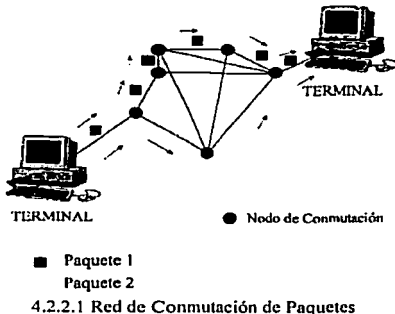 TERMINAL
TERMINAL
Nodo de Conmutación
Paquete 1
Paquete 2
4.2.2.1 Red de Conmutación de Paquetes